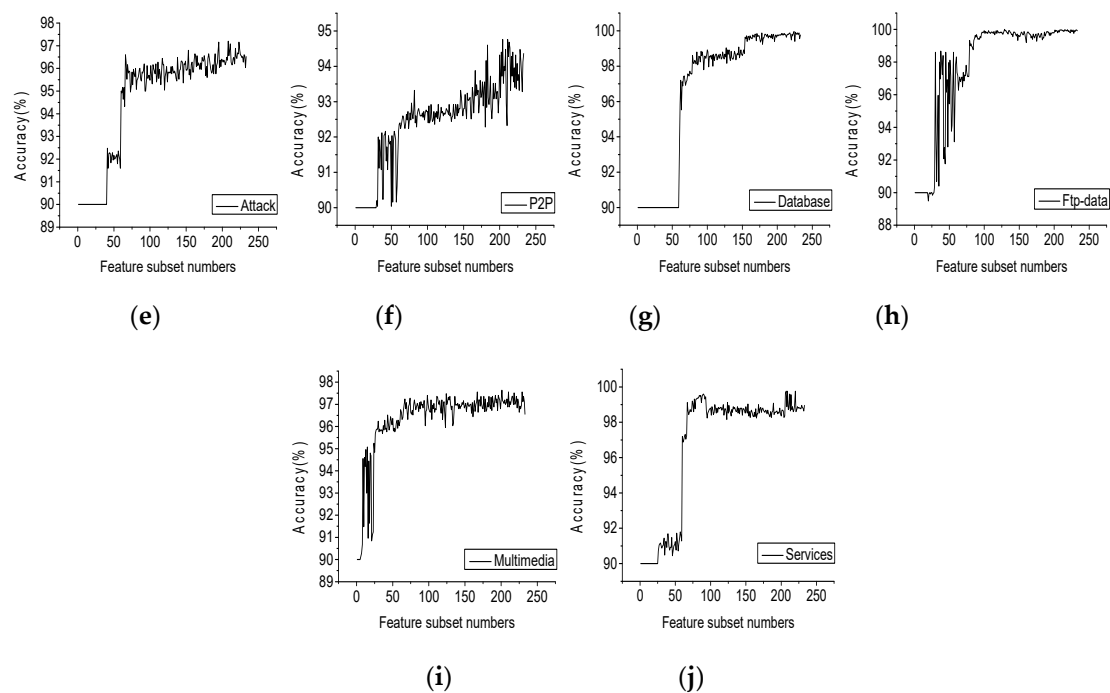 98
97
96
95
94
93
92
91
90
89
Accuracy(%)
Attack
0 50 100 150 200 250
Feature subset numbers
(e)
95
94
93
92
91
90
Accuracy(%)
P2P
0 50 100 150 200 250
Feature subset numbers
(f)
100
98
96
94
92
90
Accuracy(%)
Database
0 50 100 150 200 250
Feature subset numbers
(g)
100
98
96
94
92
90
88
Accuracy(%)
Ftp-data
0 50 100 150 200 250
Feature subset numbers
(h)
98
97
96
95
94
93
92
91
90
89
Accuracy(%)
Multimedia
0 50 100 150 200 250
Feature subset numbers
(i)
100
98
96
94
92
90
Accuracy(%)
Services
0 50 100 150 200 250
Feature subset numbers
(j)